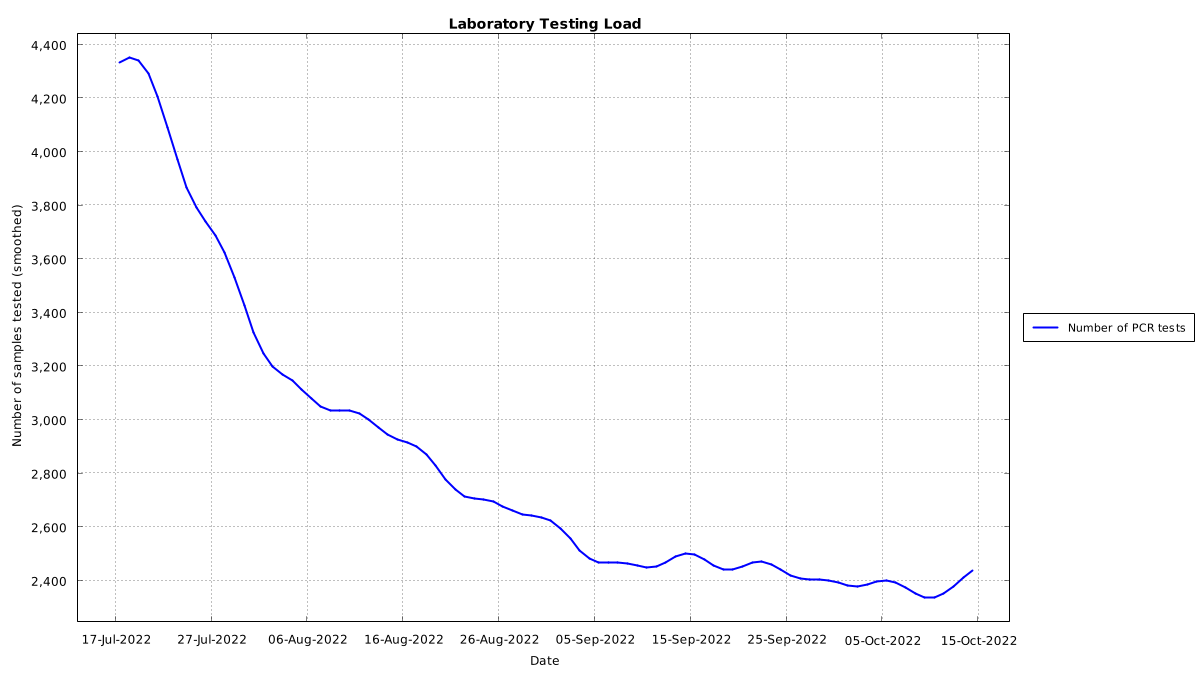 Laboratory Testing Load
Number of samples tested (smoothed)
4,400
4,200
4,000
3,800
3,600
3,400
3,200
3,000
2,800
2,600
2,400
17-Jul-2022 27-Jul-2022 06-Aug-2022 16-Aug-2022 26-Aug-2022 05-Sep-2022 15-Sep-2022 25-Sep-2022 05-Oct-2022 15-Oct-2022
Date
Number of PCR tests